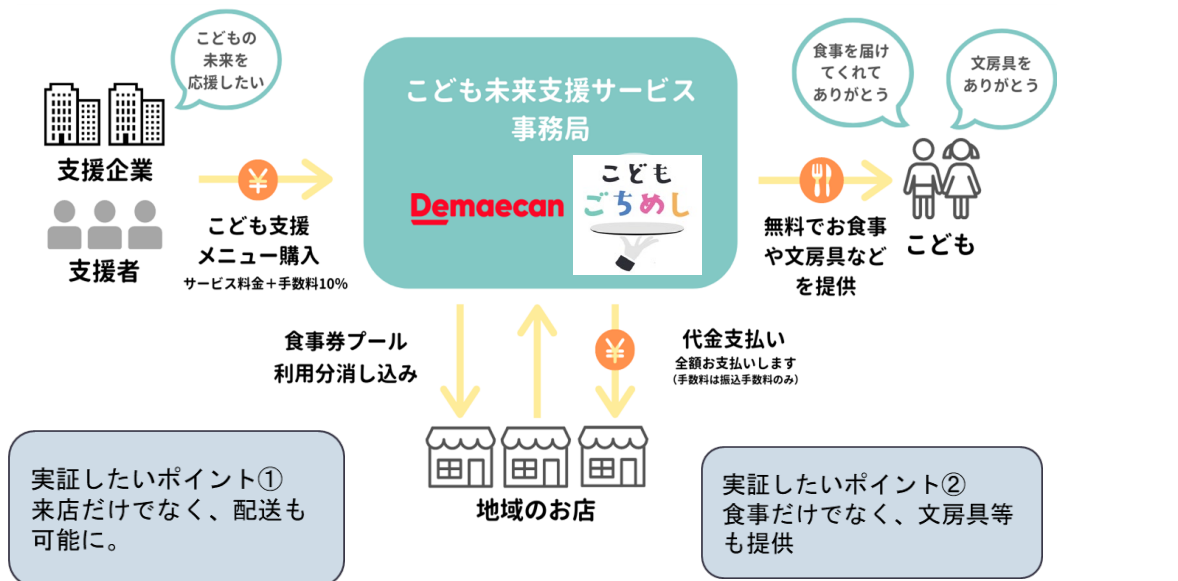 こどもの
未来を
応援したい
支援企業
支援者
こども支援
メニュー購入
サービス料金＋手数料10%
こども未来支援サービス
事務局
Demaecan
こども
ごちめし
食事を届け
てくれて
ありがとう
文房具を
ありがとう
無料でお食事
や文房具など
を提供
こども
食事券プール
利用分消し込み
代金支払い
全額お支払いします
（手数料は振込手数料のみ）
地域のお店
実証したいポイント①
来店だけでなく、配送も
可能に。
実証したいポイント②
食事だけでなく、文房具等
も提供